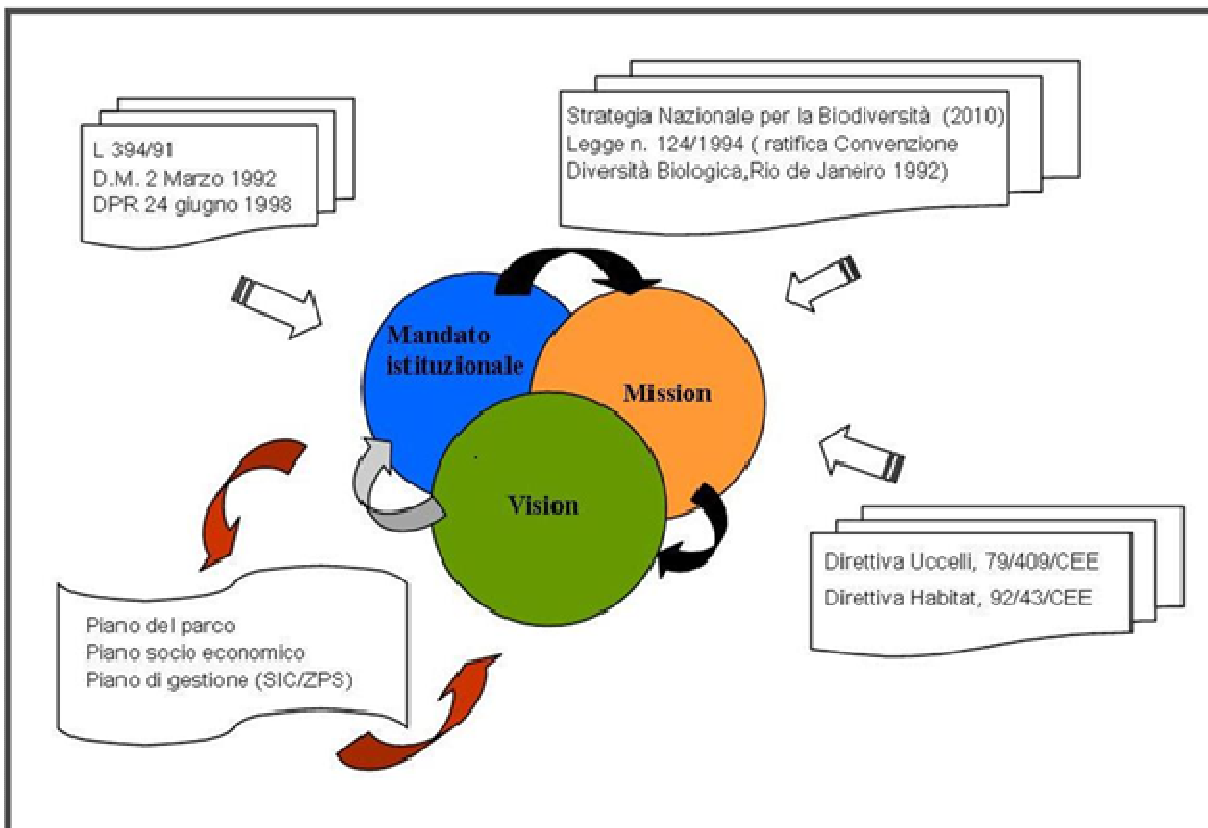 L 394/91
D.M. 2 Marzo 1992
DPR 24 giugno 1998
Strategia Nazionale per la Biodiversità (2010)
Legge n. 124/1994 ( ratifica Convenzione
Diversità Biologica,Rio de Janeiro 1992)
Mandato
istituzionale
Mission
Vision
Direttiva Uccelli, 79/409/CEE
Direttiva Habitat, 92/43/CEE
Piano del parco
Piano socio economico
Piano di gestione (SIC/ZPS)